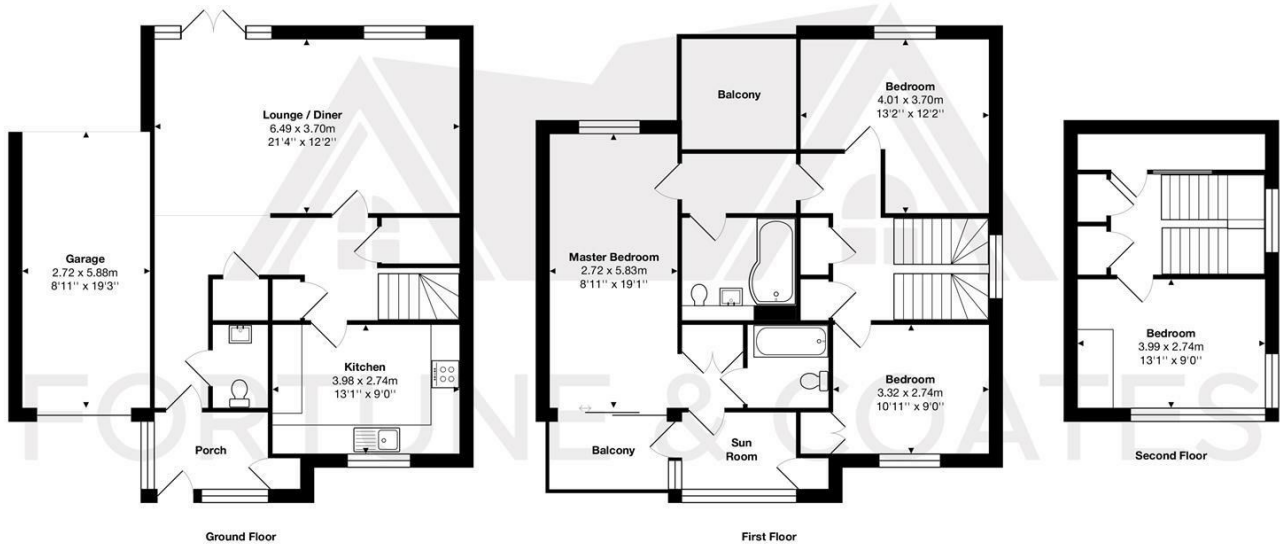 Lounge / Diner
6.49 x 3.70m
21'4" x 12'2"
Garage
2.72 x 5.88m
8'11" x 19'3"
Kitchen
3.98 x 2.74m
13'1" x 9'0"
Porch
Ground Floor
Balcony
Bedroom
4.01 x 3.70m
13'2" x 12'2"
Master Bedroom
2.72 x 5.83m
8'11" x 19'1"
Bedroom
3.32 x 2.74m
10'11" x 9'0"
Balcony
Sun
Room
First Floor
Bedroom
3.99 x 2.74m
13'1" x 9'0"
Second Floor
FORTUNE & COATES